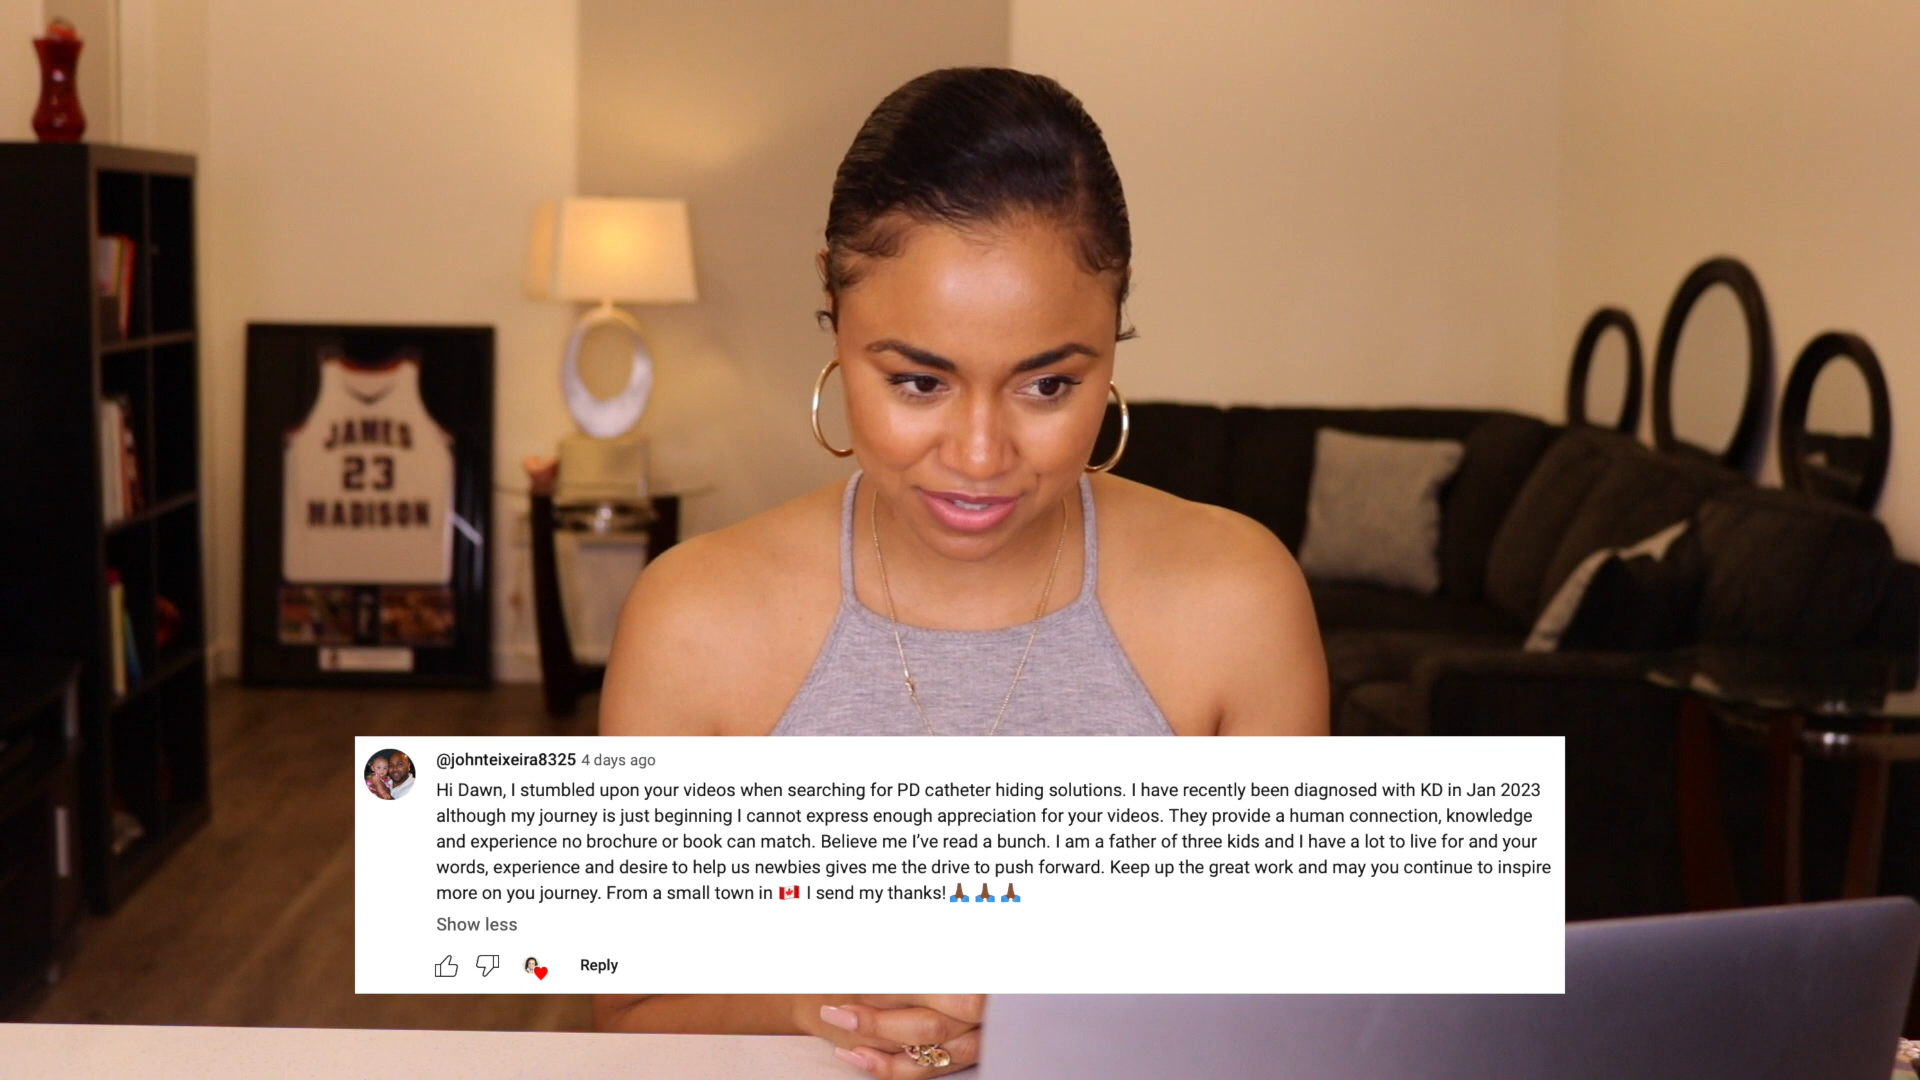 JAMES
23
MADISON
@johnteixeira8325 4 days ago
Hi Dawn, I stumbled upon your videos when searching for PD catheter hiding solutions. I have recently been diagnosed with KD in Jan 2023
although my journey is just beginning I cannot express enough appreciation for your videos. They provide a human connection, knowledge
and experience no brochure or book can match. Believe me I’ve read a bunch. I am a father of three kids and I have a lot to live for and your
words, experience and desire to help us newbies gives me the drive to push forward. Keep up the great work and may you continue to inspire
more on you journey. From a small town in 🇨🇦 I send my thanks!🙏🏾🙏🏾🙏🏾
Show less
Reply